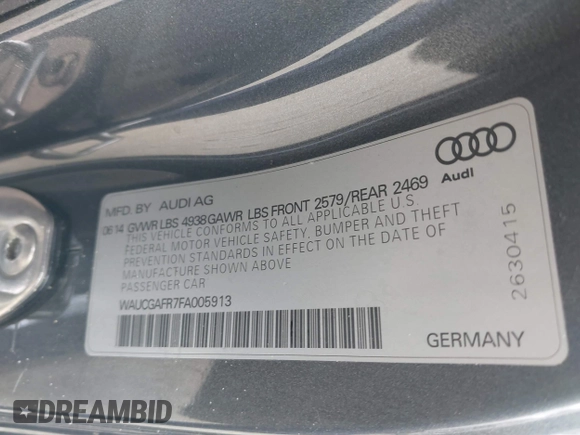 MFD. BY AUDI AG
0614 GVWR LBS 4938 GAWR LBS FRONT 2579/REAR 2469
THIS VEHICLE CONFORMS TO ALL APPLICABLE U.S
FEDERAL MOTOR VEHICLE SAFETY, BUMPER AND THEFT
PREVENTION STANDARDS IN EFFECT ON THE DATE OF
MANUFACTURE SHOWN ABOVE
PASSENGER CAR
WAUCGAFR7FA005913
Audi
2630415
GERMANY
DREAMBID